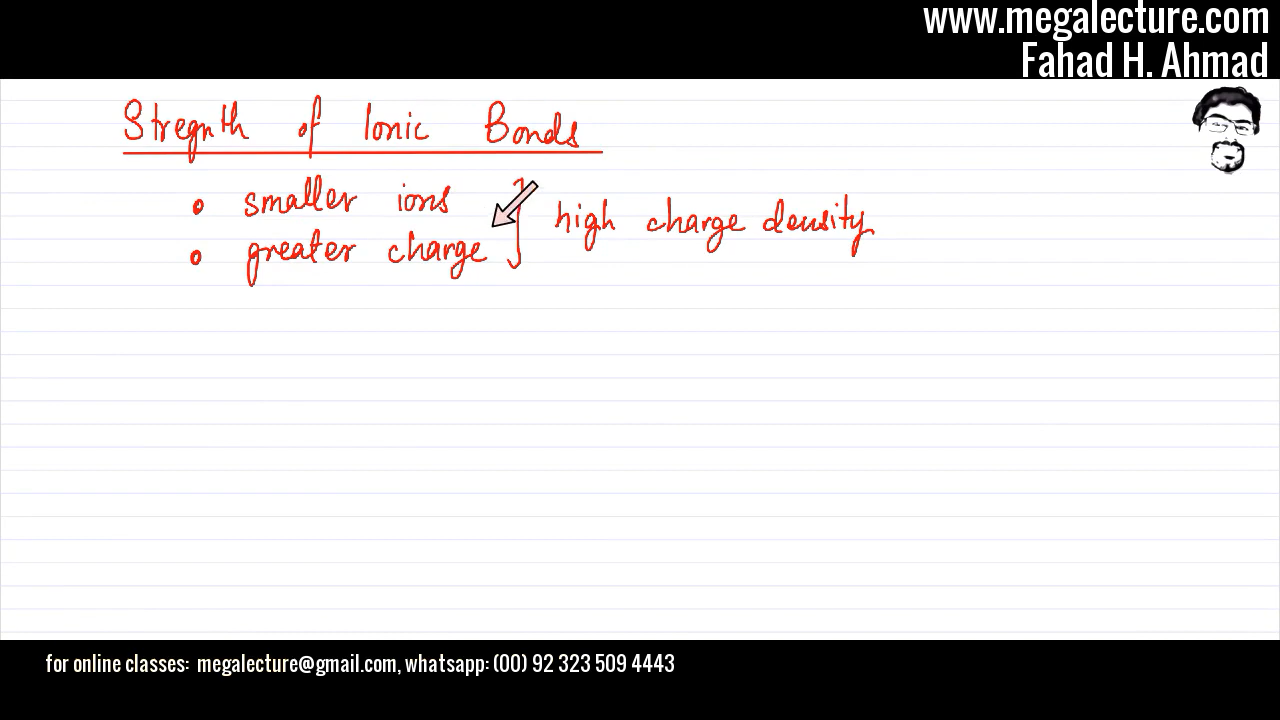 www.megalecture.com
Fahad H. Ahmad
Stregnth of Ionic Bonds
• smaller ions
• greater charge } high charge density
for online classes: megalecture@gmail.com, whatsapp: (00) 92 323 509 4443